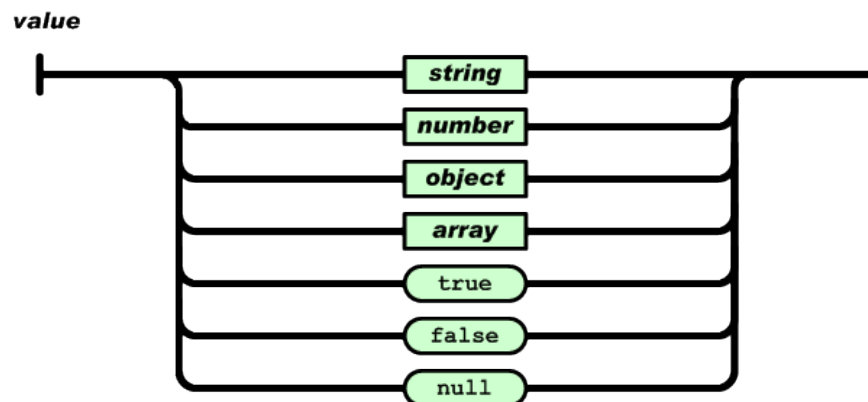 value
string
number
object
array
true
false
null